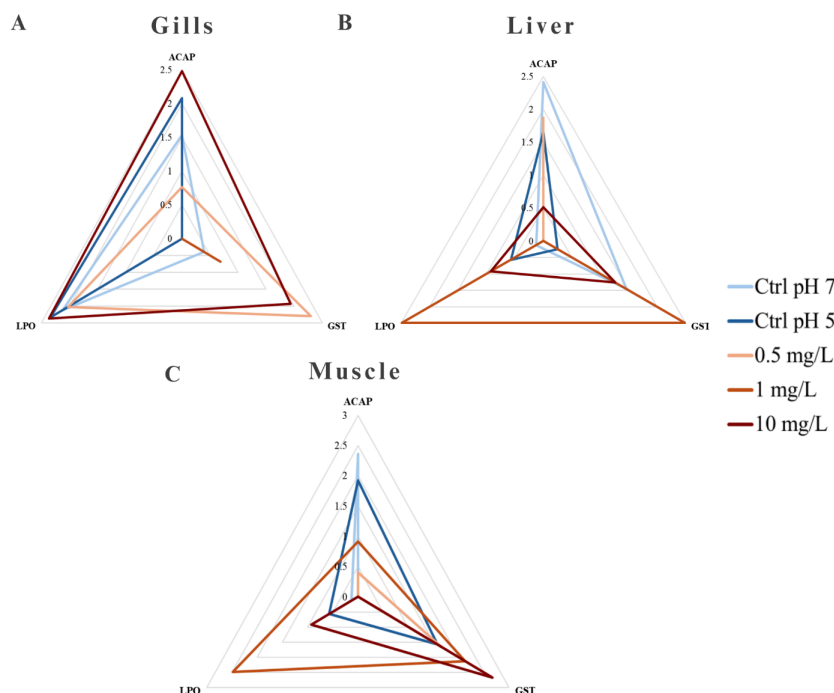 A
Gills
ACAP
2.5
2
1.5
1
0.5
0
LPO
GST
B
Liver
ACAP
2.5
2
1.5
1
0.5
0
LPO
GST
Ctrl pH 7
Ctrl pH 5
0.5 mg/L
1 mg/L
10 mg/L
C
Muscle
ACAP
3
2.5
2
1.5
1
0.5
0
LPO
GST